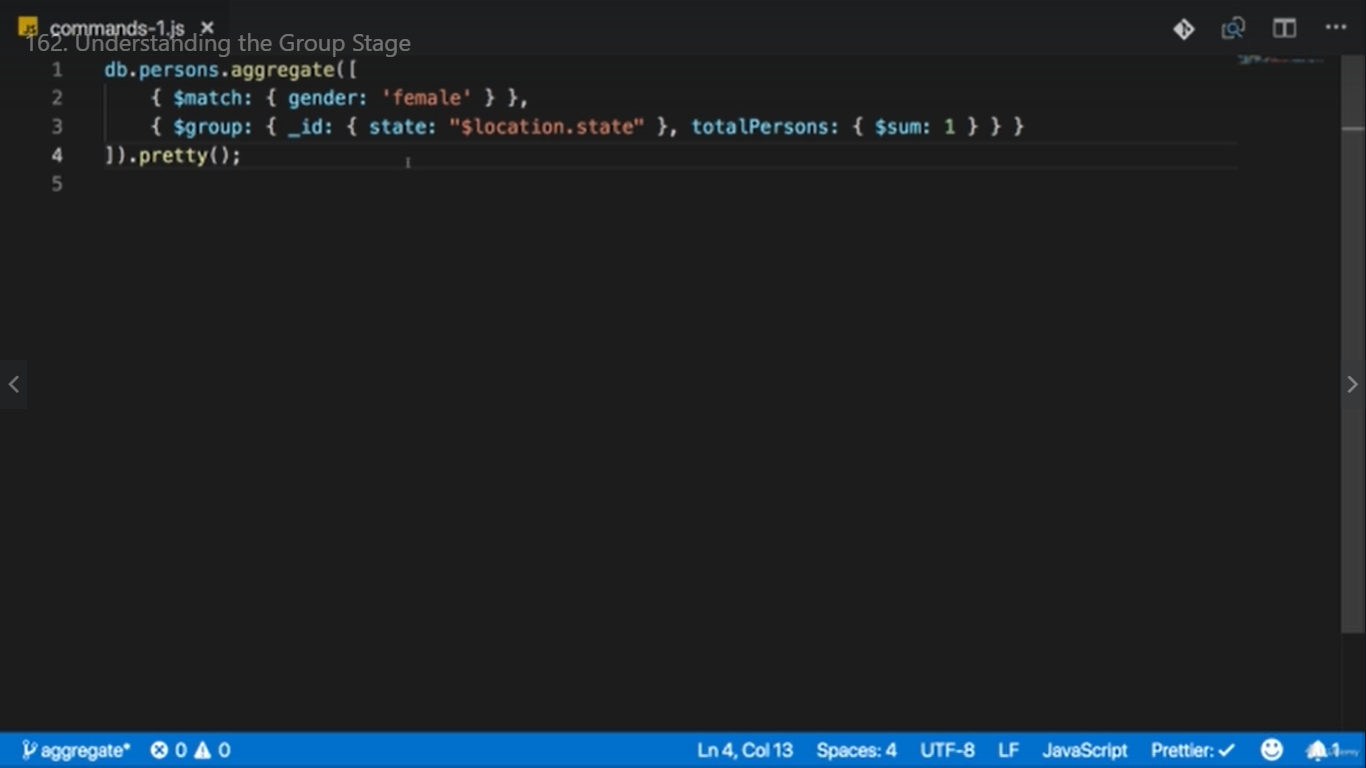 commands-1.js
162. Understanding the Group Stage
1 db.persons.aggregate([
2 { $match: { gender: 'female' } },
3 { $group: { _id: { state: "$location.state" }, totalPersons: { $sum: 1 } } }
4 ]).pretty();
5
aggregate* 0 0 Ln 4, Col 13 Spaces: 4 UTF-8 LF JavaScript Prettier: ✓ 1